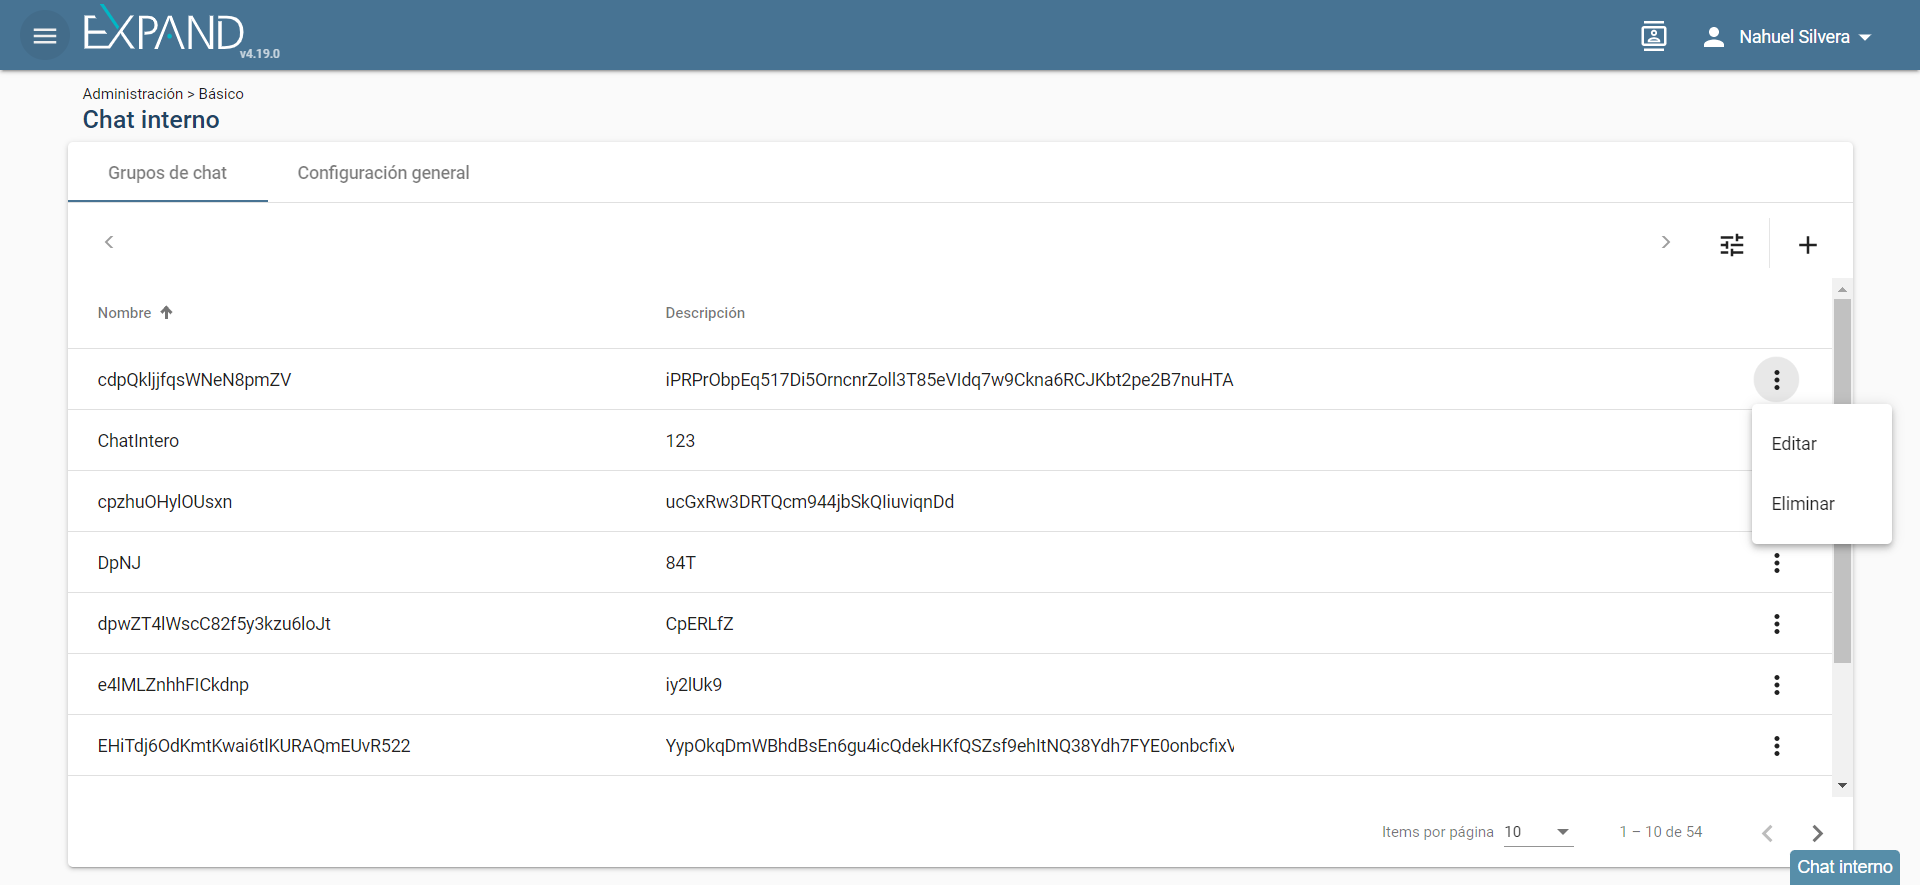 EXPAND v4.19.0
Nahuel Silvera
Administración > Básico
Chat interno
Grupos de chat Configuración general
Nombre Descripción
cdpQkljjfqsWNeN8pmZV iPRPrObpEq517Di5OrncnrZoll3T85eVIdq7w9Ckna6RCJKbt2pe2B7nuHTA
ChatIntero 123
Editar
cpzhuOHylOUsxn ucGxRw3DRTQcm944jbSkQIiuviqnDd
Eliminar
DpNJ 84T
dpwZT4lWscC82f5y3kzu6loJt CpERLfZ
e4lMLZnhhFICkdnp iy2lUk9
EHiTdj6OdKmtKwai6tlKURAQmEUvR522 YypOkqDmWBhdBsEn6gu4icQdekHKfQSZsf9ehItNQ38Ydh7FYE0onbcfixV
Items por página 10 1 – 10 de 54
Chat interno